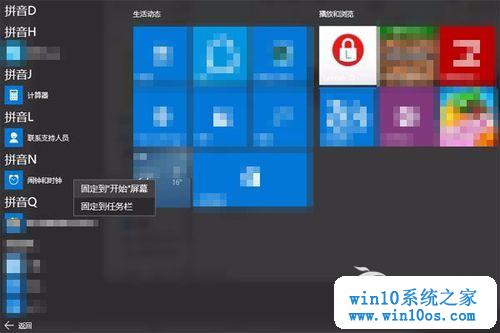 拼音D
拼音H
拼音J
计算器
拼音L
联系支持人员
拼音N
闹钟和时钟
拼音Q
返回
生活动态
播放和浏览
16°
固定到"开始"屏幕
固定到任务栏
win10系统之家
www.win10os.com